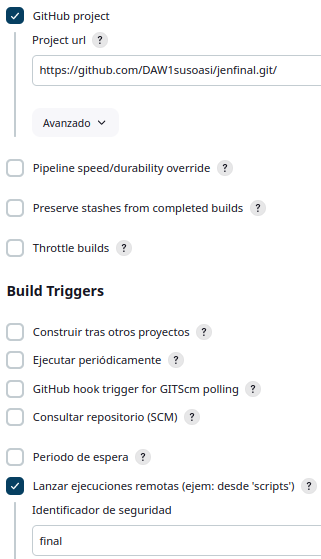 GitHub project
Project url ?
https://github.com/DAW1susoasi/jenfinal.git/
Avanzado
Pipeline speed/durability override ?
Preserve stashes from completed builds ?
Throttle builds ?
Build Triggers
Construir tras otros proyectos ?
Ejecutar periódicamente ?
GitHub hook trigger for GITScm polling ?
Consultar repositorio (SCM) ?
Periodo de espera ?
Lanzar ejecuciones remotas (ejem: desde 'scripts') ?
Identificador de seguridad
final